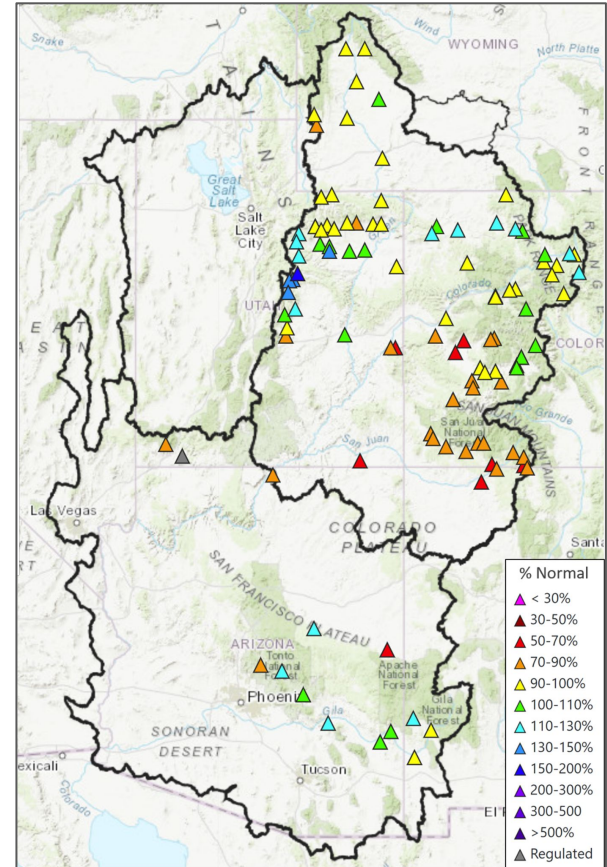 Snake
Wind
WYOMING
North Platte
FRONT
RANGE
Great
Salt
Lake
Salt
Lake
City
Green
UTAH
Colorado
COLOR
San Juan
National
Forest
SAN JUAN MOUNTAINS
Rio Grande
San Juan
Las Vegas
COLORADO
PLATEAU
Santa
SAN FRANCISCO PLATEAU
ARIZONA
Tonto
National
Forest
Apache
National
Forest
Phoeni
Gila
Gila
National
Forest
SONORAN
DESERT
exicali
Colorado
Tucson
El P
% Normal
< 30%
30-50%
50-70%
70-90%
90-100%
100-110%
110-130%
130-150%
150-200%
200-300%
300-500
>500%
Regulated